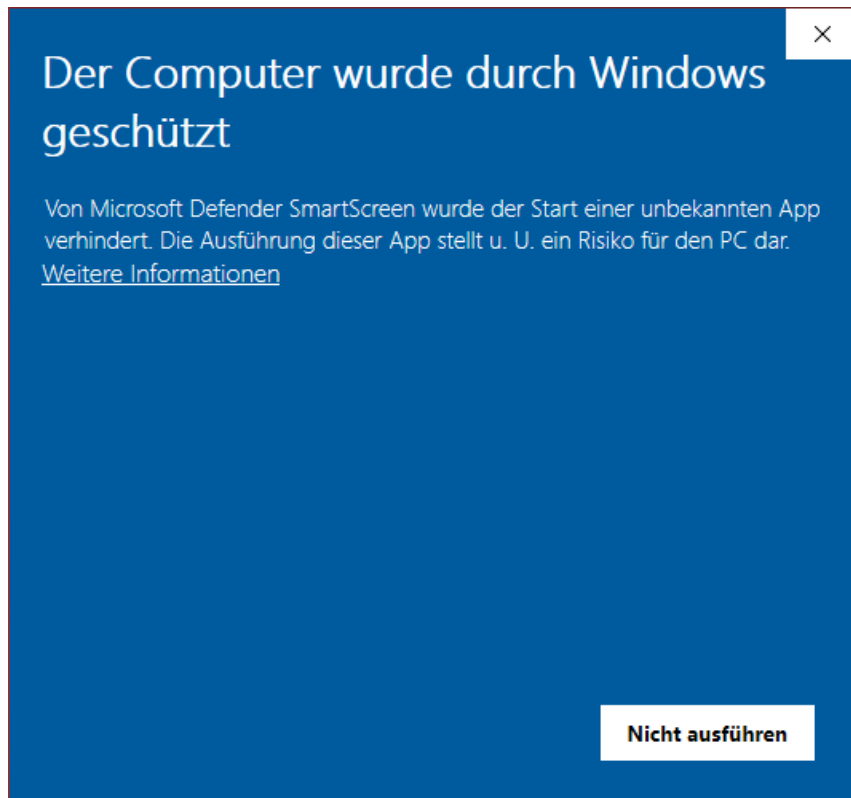 Der Computer wurde durch Windows
geschützt
Von Microsoft Defender SmartScreen wurde der Start einer unbekannten App
verhindert. Die Ausführung dieser App stellt u. U. ein Risiko für den PC dar.
Weitere Informationen
Nicht ausführen